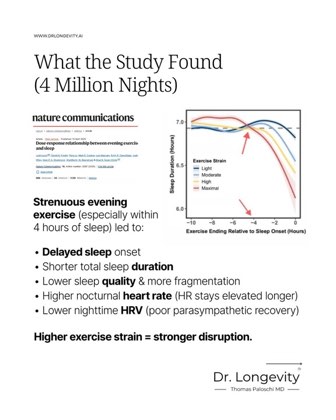 WWW.DRLONGEVITY.AI
What the Study Found
(4 Million Nights)
nature communications
Dose-response relationship between evening exercise
and sleep
Strenuous evening
exercise (especially within
4 hours of sleep) led to:
Sleep Duration (Hours)
7.0
6.5
6.0
Exercise Strain
Light
Moderate
High
Maximal
−10 −8 −6 −4 −2 0
Exercise Ending Relative to Sleep Onset (Hours)
• Delayed sleep onset
• Shorter total sleep duration
• Lower sleep quality & more fragmentation
• Higher nocturnal heart rate (HR stays elevated longer)
• Lower nighttime HRV (poor parasympathetic recovery)
Higher exercise strain = stronger disruption.
Dr. Longevity
Thomas Paloschi MD